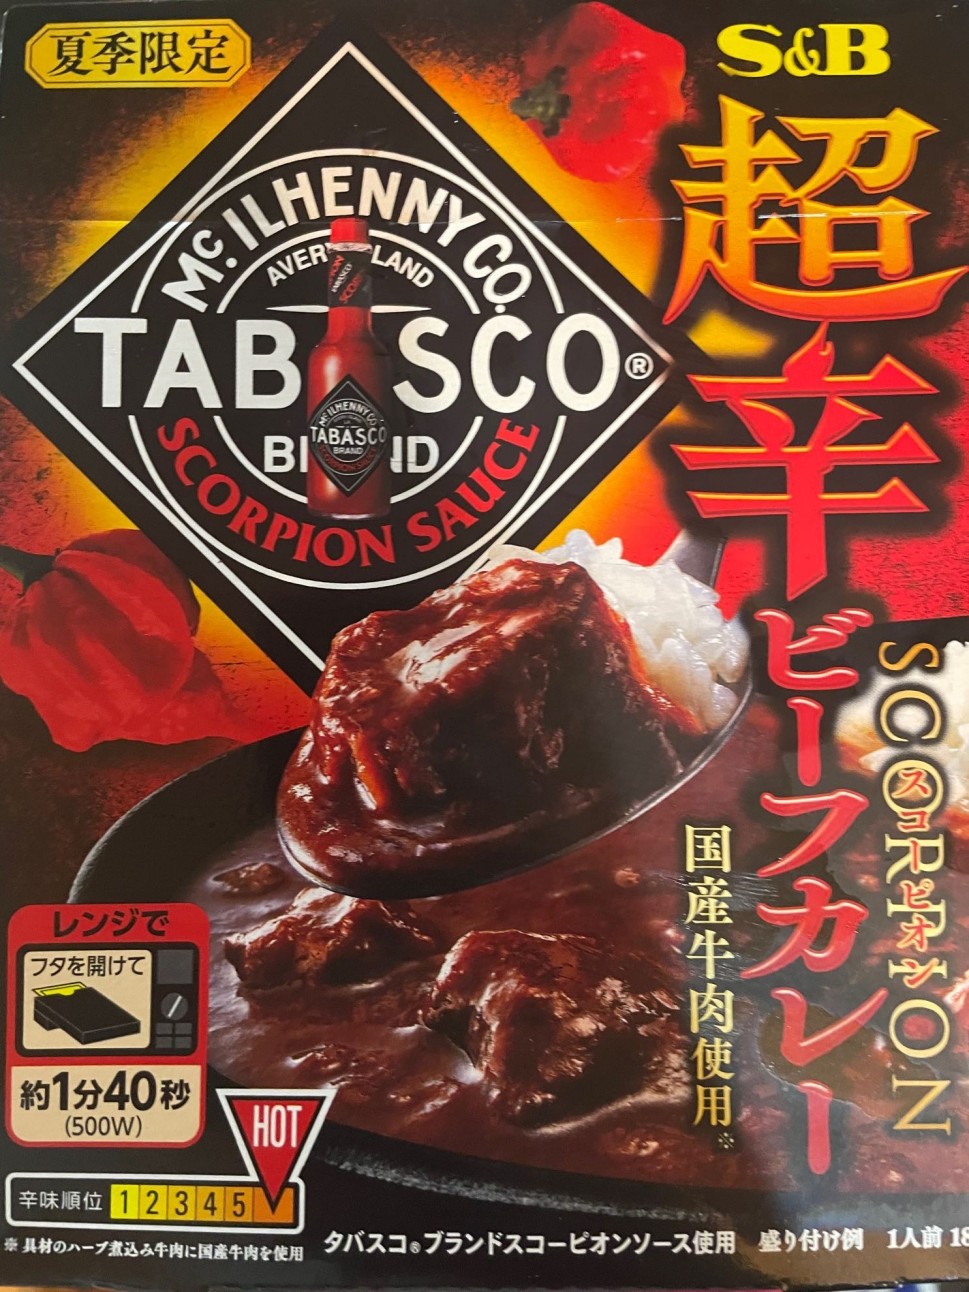 夏季限定
S&B
McILHENNY CO.
TABASCO®
SCORPION SAUCE
McILHENNY CO.
TABASCO
BRAND
超辛
ビーフカレー
SCORPION
スコーピオン
国産牛肉使用※
レンジで
フタを開けて
約1分40秒
(500W)
HOT
辛味順位 1 2 3 4 5
※具材のハーブ煮込み牛肉に国産牛肉を使用
タバスコ®ブランドスコーピオンソース使用 盛り付け例 1人前 18